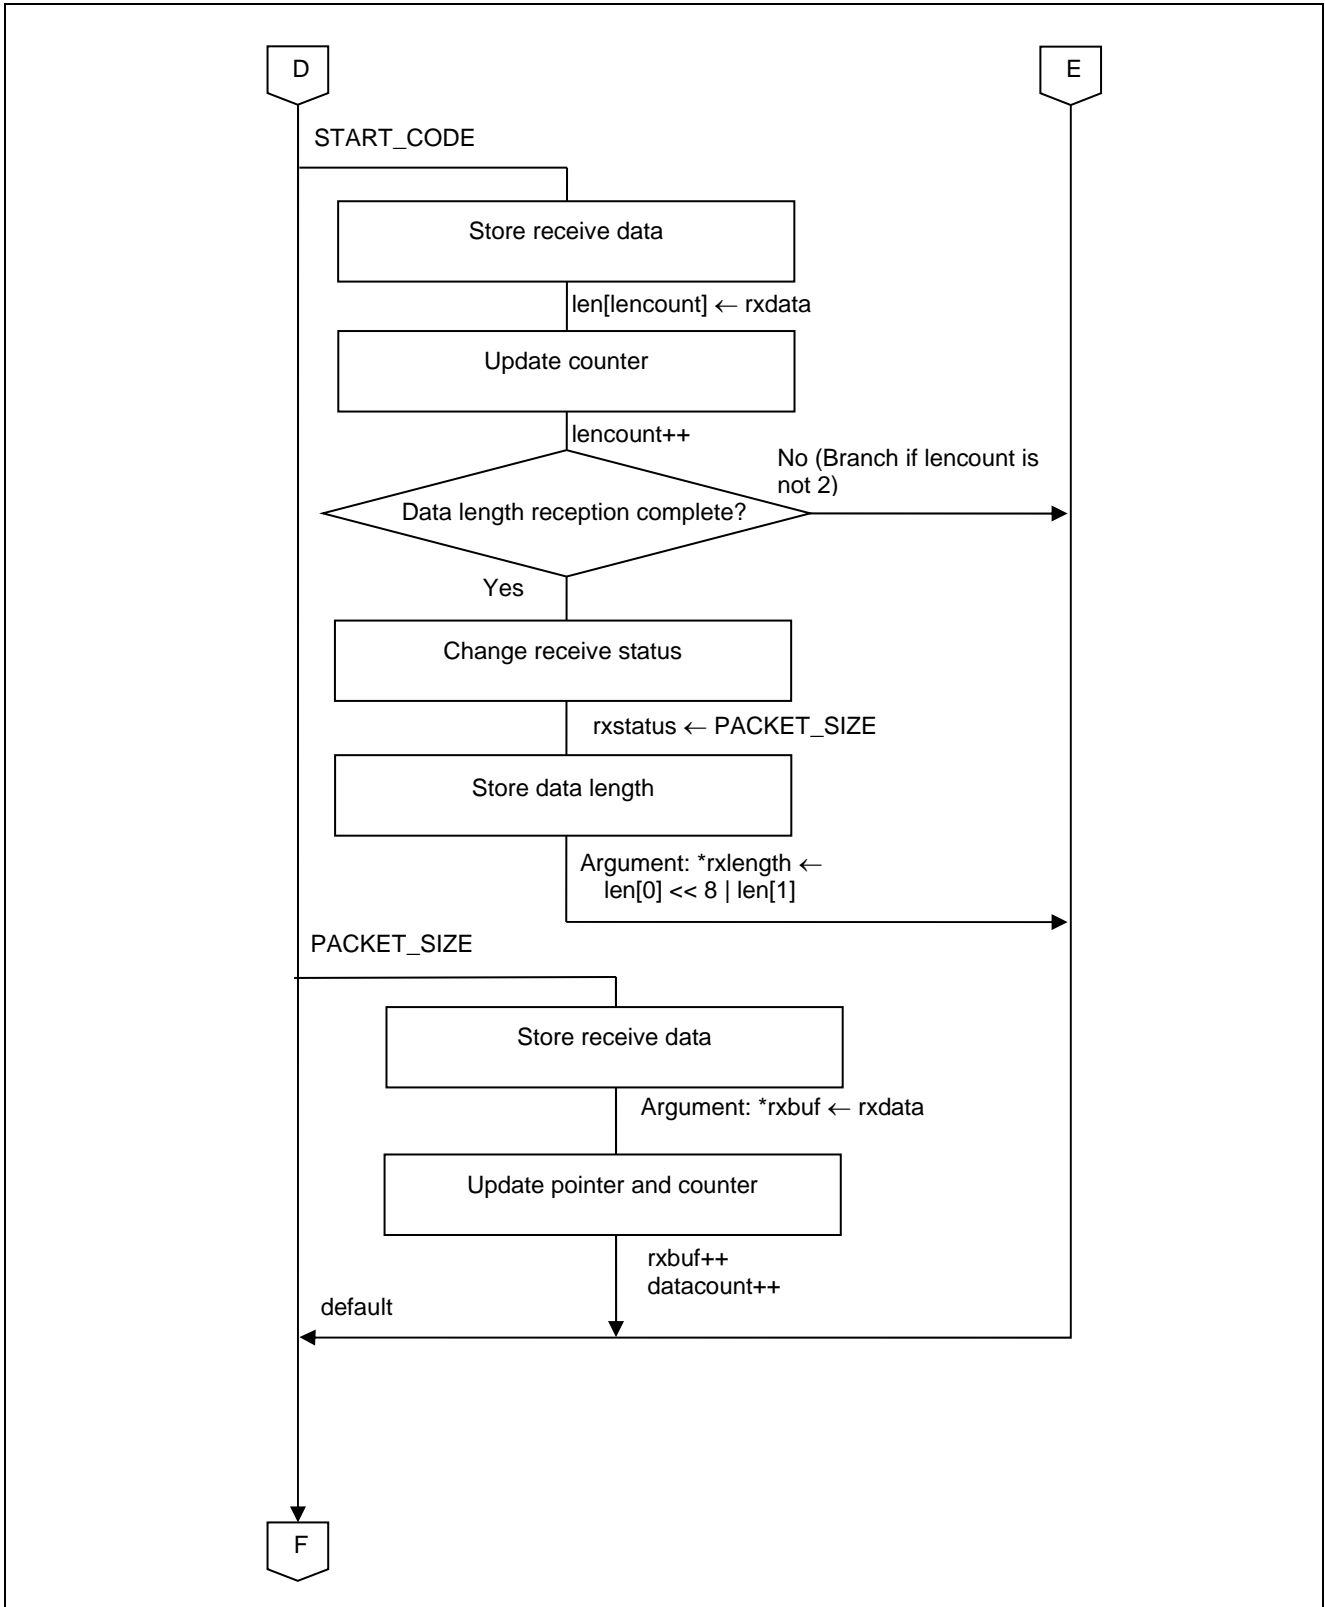 D
E
START_CODE
Store receive data
len[lencount] ← rxdata
Update counter
lencount++
No (Branch if lencount is
not 2)
Data length reception complete?
Yes
Change receive status
rxstatus ← PACKET_SIZE
Store data length
Argument: *rxlength ←
len[0] << 8 | len[1]
PACKET_SIZE
Store receive data
Argument: *rxbuf ← rxdata
Update pointer and counter
rxbuf++
datacount++
default
F